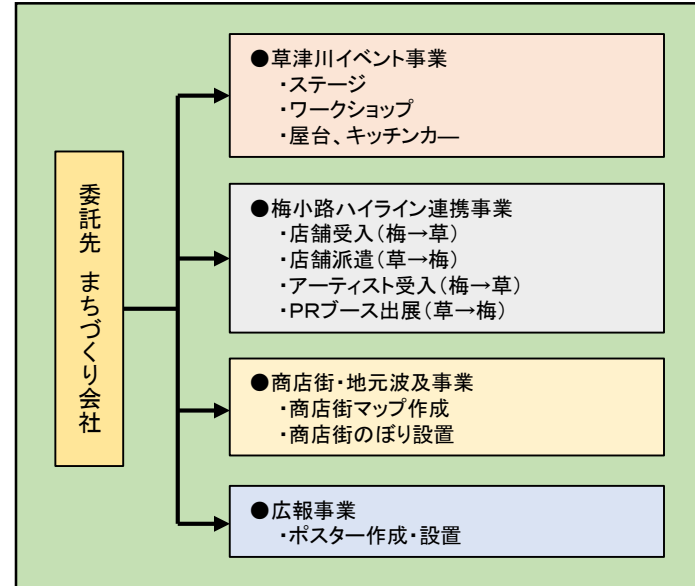 委託先 まちづくり会社
●草津川イベント事業
・ステージ
・ワークショップ
・屋台、キッチンカ―
●梅小路ハイライン連携事業
・店舗受入(梅→草)
・店舗派遣(草→梅)
・アーティスト受入(梅→草)
・PRブース出展(草→梅)
●商店街・地元波及事業
・商店街マップ作成
・商店街のぼり設置
●広報事業
・ポスター作成・設置